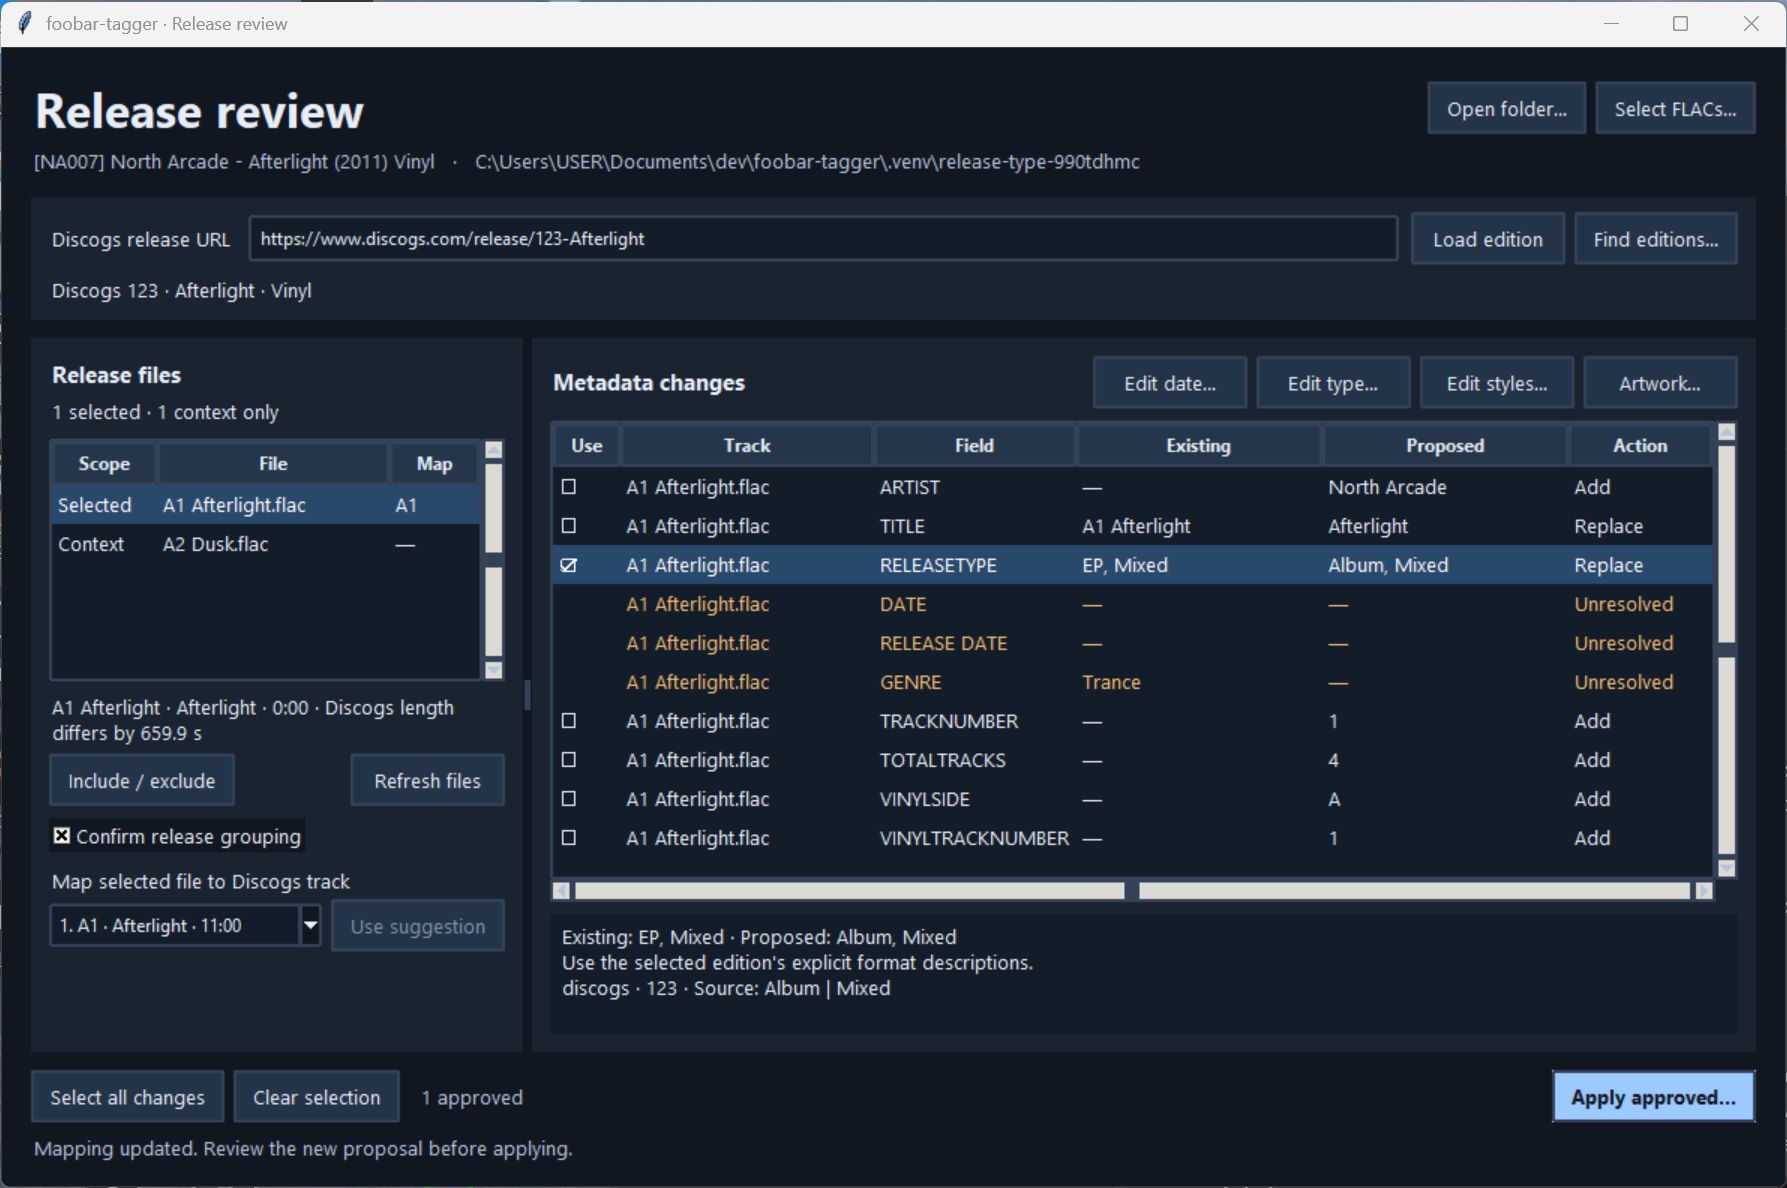 foobar-tagger · Release review
Release review
Open folder...
Select FLACs...
[NA007] North Arcade - Afterlight (2011) Vinyl · C:\Users\USER\Documents\dev\foobar-tagger\.venv\release-type-990tdhmc
Discogs release URL
https://www.discogs.com/release/123-Afterlight
Load edition
Find editions...
Discogs 123 · Afterlight · Vinyl
Release files
1 selected · 1 context only
Scope File Map
Selected A1 Afterlight.flac A1
Context A2 Dusk.flac —
A1 Afterlight · Afterlight · 0:00 · Discogs length
differs by 659.9 s
Include / exclude
Refresh files
Confirm release grouping
Map selected file to Discogs track
1. A1 · Afterlight · 11:00
Use suggestion
Metadata changes
Edit date...
Edit type...
Edit styles...
Artwork...
Use Track Field Existing Proposed Action
A1 Afterlight.flac ARTIST — North Arcade Add
A1 Afterlight.flac TITLE A1 Afterlight Afterlight Replace
A1 Afterlight.flac RELEASETYPE EP, Mixed Album, Mixed Replace
A1 Afterlight.flac DATE — — Unresolved
A1 Afterlight.flac RELEASE DATE — — Unresolved
A1 Afterlight.flac GENRE Trance — Unresolved
A1 Afterlight.flac TRACKNUMBER — 1 Add
A1 Afterlight.flac TOTALTRACKS — 4 Add
A1 Afterlight.flac VINYLSIDE — A Add
A1 Afterlight.flac VINYLTRACKNUMBER — 1 Add
Existing: EP, Mixed · Proposed: Album, Mixed
Use the selected edition's explicit format descriptions.
discogs · 123 · Source: Album | Mixed
Select all changes
Clear selection
1 approved
Apply approved...
Mapping updated. Review the new proposal before applying.